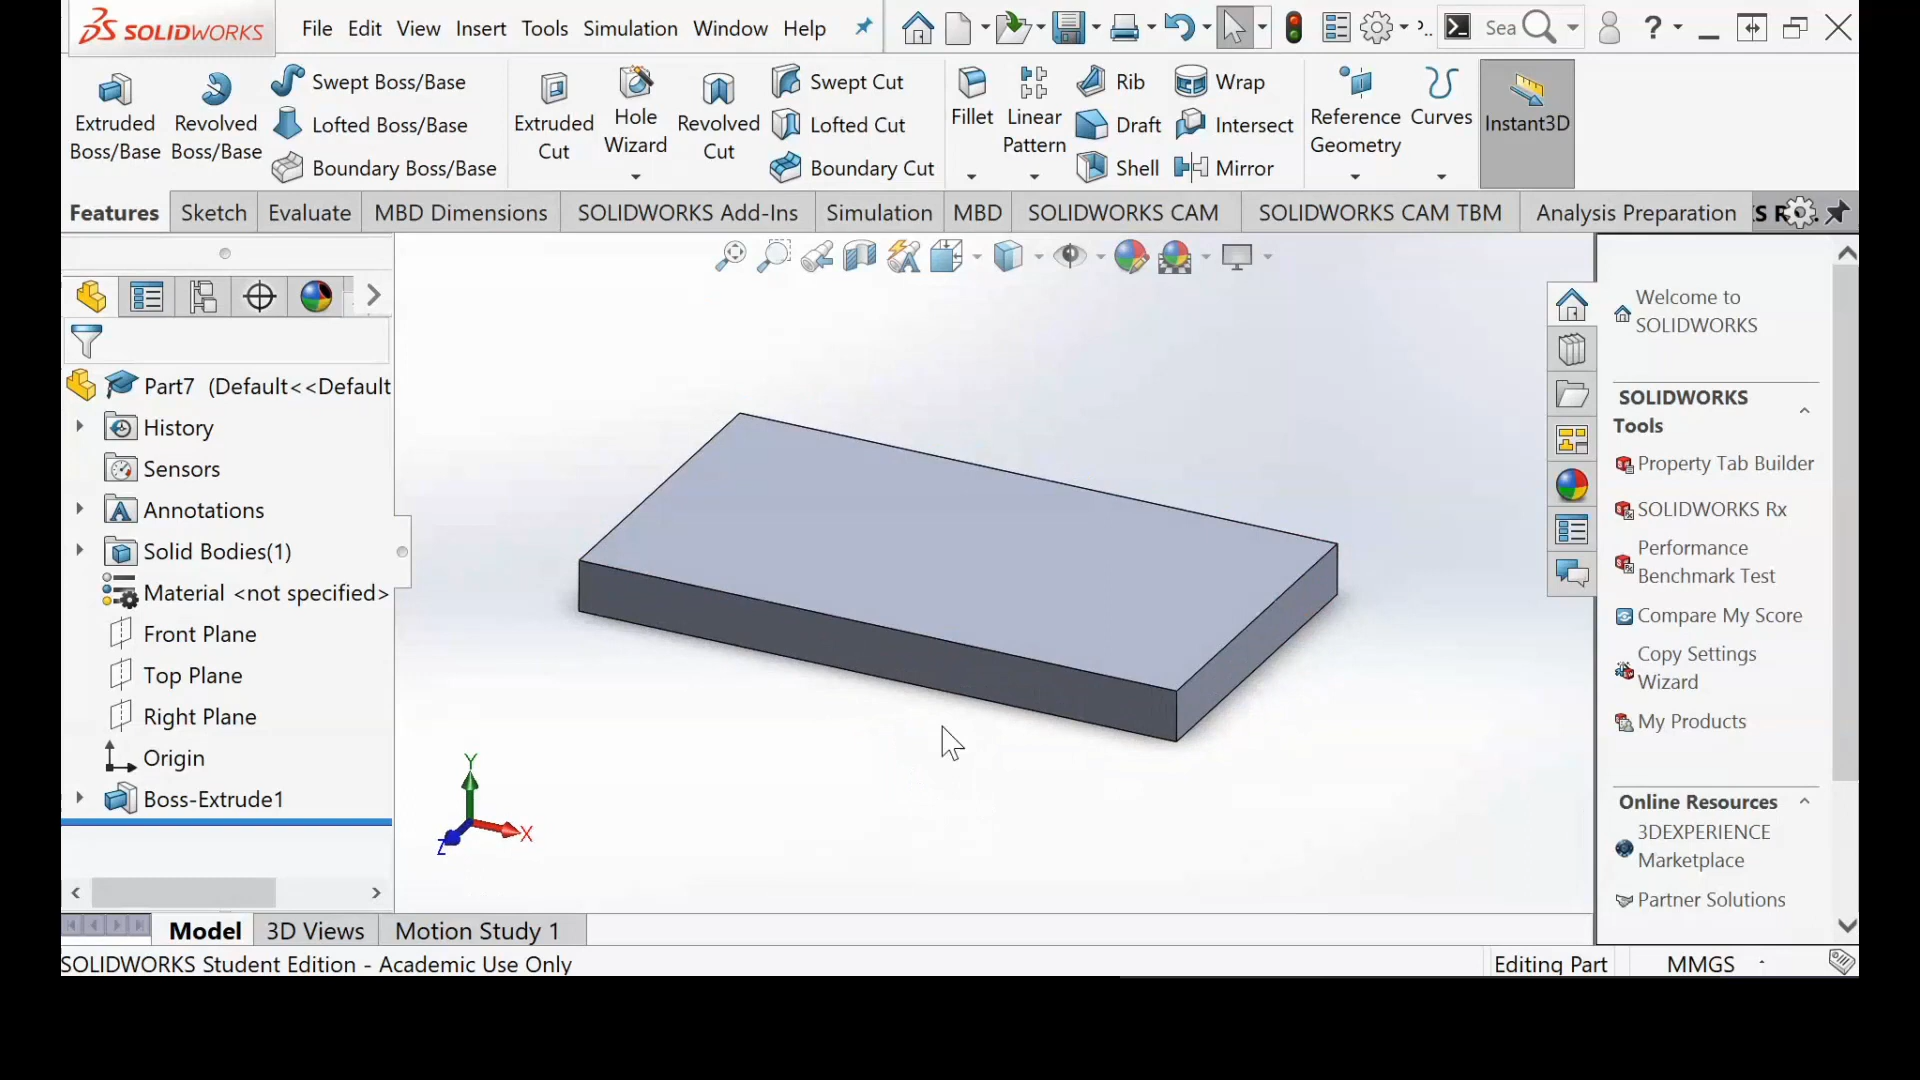 SOLIDWORKS File Edit View Insert Tools Simulation Window Help Sea ?
Extruded Boss/Base
Revolved Boss/Base
Swept Boss/Base
Lofted Boss/Base
Boundary Boss/Base
Extruded Cut
Hole Wizard
Revolved Cut
Swept Cut
Lofted Cut
Boundary Cut
Fillet
Linear Pattern
Rib
Draft
Shell
Wrap
Intersect
Mirror
Reference Geometry
Curves
Instant3D
Features Sketch Evaluate MBD Dimensions SOLIDWORKS Add-Ins Simulation MBD SOLIDWORKS CAM SOLIDWORKS CAM TBM Analysis Preparation
Part7 (Default<<Default
History
Sensors
Annotations
Solid Bodies(1)
Material <not specified>
Front Plane
Top Plane
Right Plane
Origin
Boss-Extrude1
Y
X
Z
Welcome to
SOLIDWORKS
SOLIDWORKS
Tools
Property Tab Builder
SOLIDWORKS Rx
Performance
Benchmark Test
Compare My Score
Copy Settings
Wizard
My Products
Online Resources
3DEXPERIENCE
Marketplace
Partner Solutions
Model 3D Views Motion Study 1
SOLIDWORKS Student Edition - Academic Use Only Editing Part MMGS